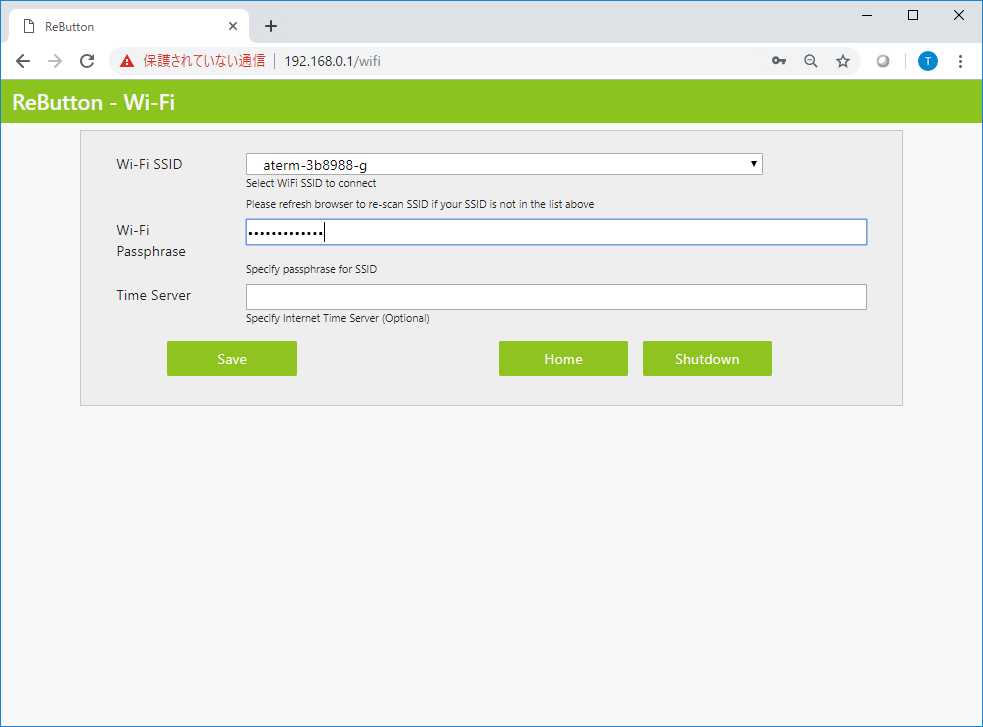 ReButton
保護されていない通信 192.168.0.1/wifi
T
ReButton - Wi-Fi
Wi-Fi SSID
aterm-3b8988-g
Select WiFi SSID to connect
Please refresh browser to re-scan SSID if your SSID is not in the list above
Wi-Fi
Passphrase
•••••••••••••
Specify passphrase for SSID
Time Server
Specify Internet Time Server (Optional)
Save Home Shutdown